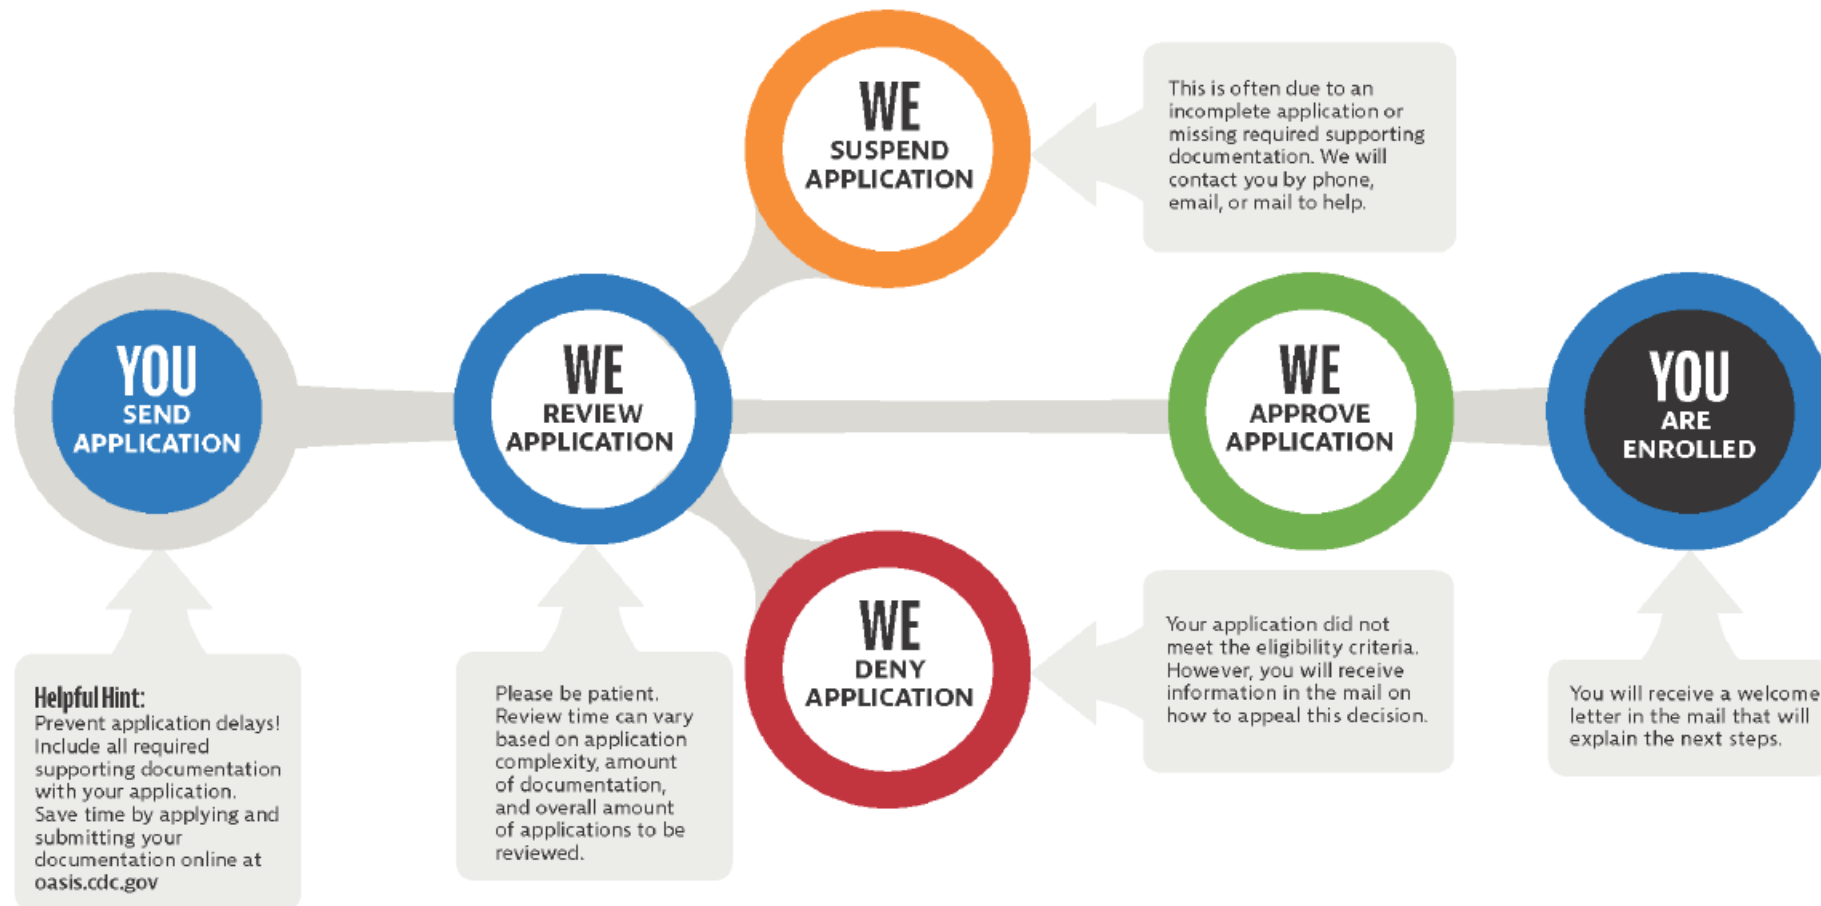 YOU
SEND
APPLICATION
Helpful Hint:
Prevent application delays!
Include all required
supporting documentation
with your application.
Save time by applying and
submitting your
documentation online at
oasis.cdc.gov
WE
REVIEW
APPLICATION
Please be patient.
Review time can vary
based on application
complexity, amount
of documentation,
and overall amount
of applications to be
reviewed.
WE
SUSPEND
APPLICATION
This is often due to an
incomplete application or
missing required supporting
documentation. We will
contact you by phone,
email, or mail to help.
WE
DENY
APPLICATION
Your application did not
meet the eligibility criteria.
However, you will receive
information in the mail on
how to appeal this decision.
WE
APPROVE
APPLICATION
YOU
ARE
ENROLLED
You will receive a welcome
letter in the mail that will
explain the next steps.